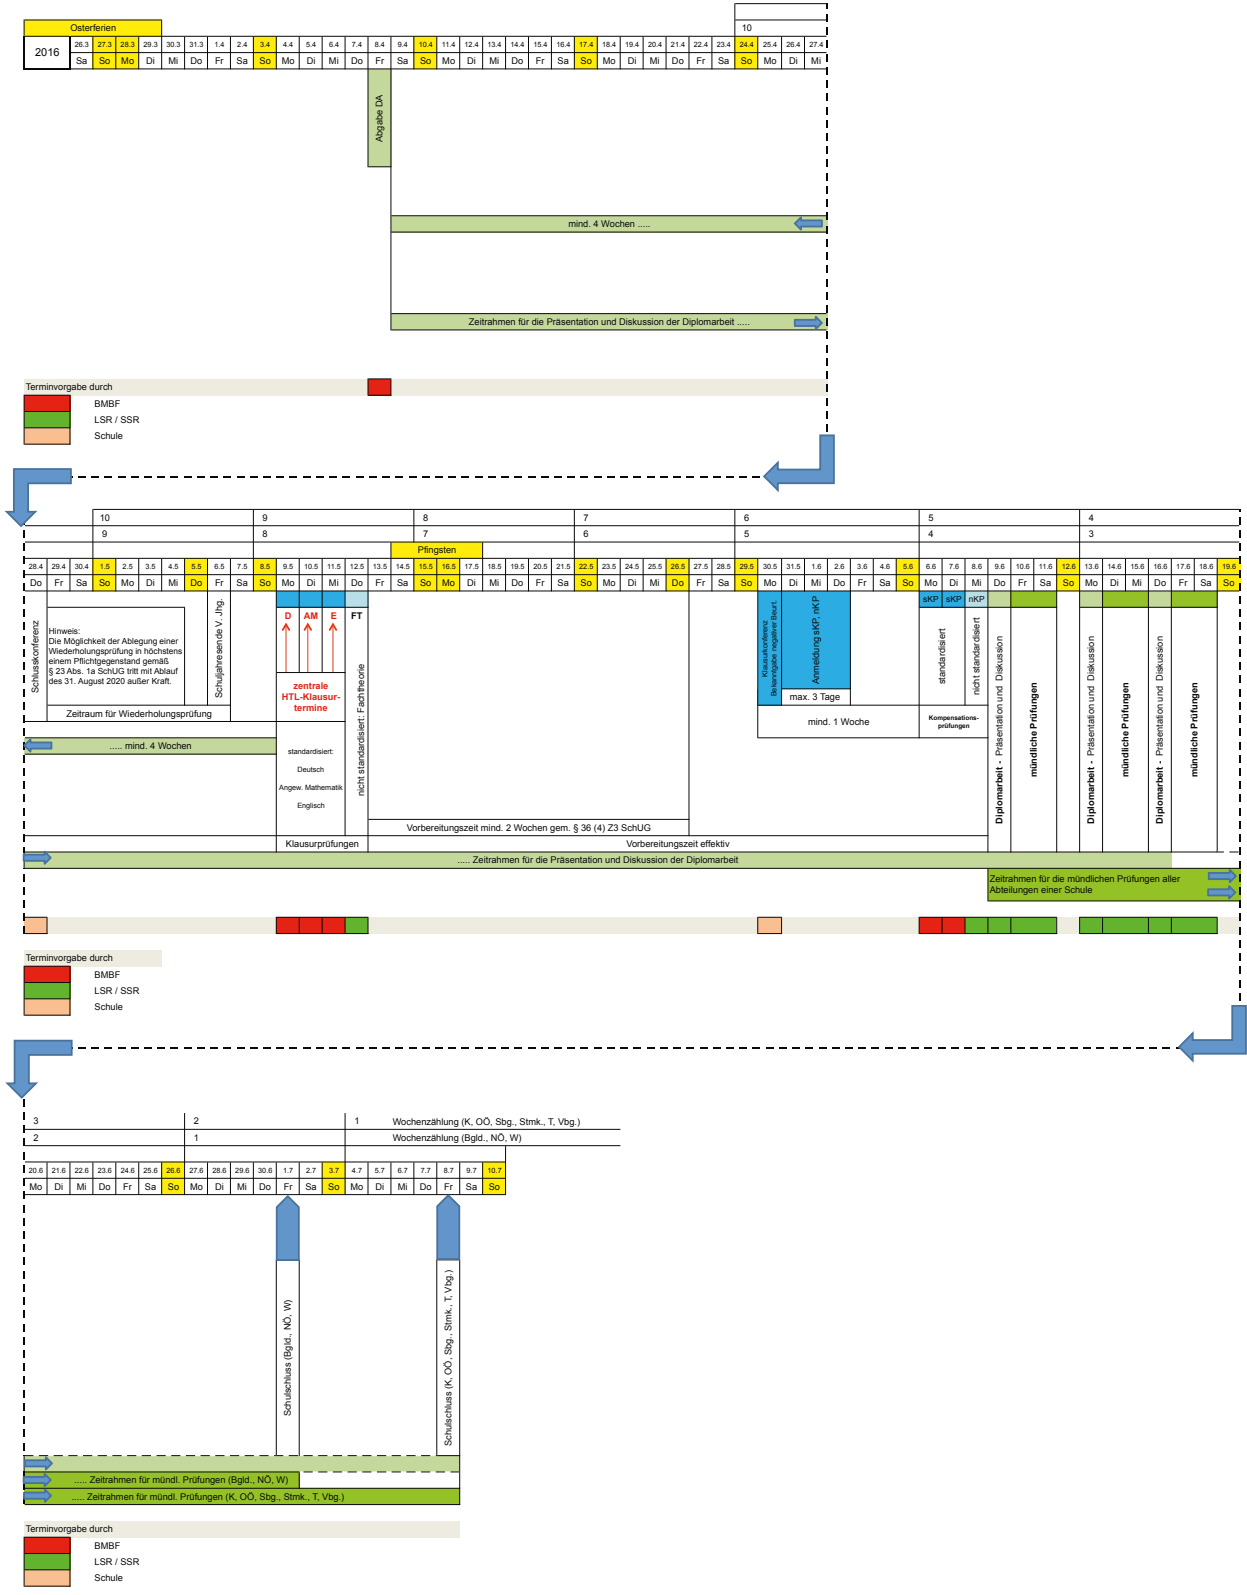 10
Osterferien
2016
26.3 27.3 28.3 29.3 30.3 31.3 1.4 2.4 3.4 4.4 5.4 6.4 7.4 8.4 9.4 10.4 11.4 12.4 13.4 14.4 15.4 16.4 17.4 18.4 19.4 20.4 21.4 22.4 23.4 24.4 25.4 26.4 27.4
Sa So Mo Di Mi Do Fr Sa So Mo Di Mi Do Fr Sa So Mo Di Mi Do Fr Sa So Mo Di Mi Do Fr Sa So Mo Di Mi
Abgabe DA
mind. 4 Wochen .....
Zeitrahmen für die Präsentation und Diskussion der Diplomarbeit .....
Terminvorgabe durch
BMBF
LSR / SSR
Schule
10 9 8 7 6 5 4
9 8 7 6 5 4 3
Pfingsten
28.4 29.4 30.4 1.5 2.5 3.5 4.5 5.5 6.5 7.5 8.5 9.5 10.5 11.5 12.5 13.5 14.5 15.5 16.5 17.5 18.5 19.5 20.5 21.5 22.5 23.5 24.5 25.5 26.5 27.5 28.5 29.5 30.5 31.5 1.6 2.6 3.6 4.6 5.6 6.6 7.6 8.6 9.6 10.6 11.6 12.6 13.6 14.6 15.6 16.6 17.6 18.6 19.6
Do Fr Sa So Mo Di Mi Do Fr Sa So Mo Di Mi Do Fr Sa So Mo Di Mi Do Fr Sa So Mo Di Mi Do Fr Sa So Mo Di Mi Do Fr Sa So Mo Di Mi Do Fr Sa So Mo Di Mi Do Fr Sa So
Schlusskonferenz
Hinweis:
Die Möglichkeit der Ablegung einer
Wiederholungsprüfung in höchstens
einem Pflichtgegenstand gemäß
§ 23 Abs. 1a SchUG tritt mit Ablauf
des 31. August 2020 außer Kraft.
Zeitraum für Wiederholungsprüfung
Schuljahresende V. Jhg.
D AM E FT
zentrale
HTL-Klausur-
termine
standardisiert:
Deutsch
Angew. Mathematik
Englisch
nicht standardisiert: Fachtheorie
Klausurkonferenz
Bekanntgabe negativer Beurt.
Anmeldung sKP, nKP
max. 3 Tage
mind. 1 Woche
sKP sKP nKP
standardisiert
nicht standardisiert
Kompensations-
prüfungen
Diplomarbeit - Präsentation und Diskussion
mündliche Prüfungen
Diplomarbeit - Präsentation und Diskussion
mündliche Prüfungen
Diplomarbeit - Präsentation und Diskussion
mündliche Prüfungen
..... mind. 4 Wochen
Vorbereitungszeit mind. 2 Wochen gem. § 36 (4) Z3 SchUG
Klausurprüfungen
Vorbereitungszeit effektiv
..... Zeitrahmen für die Präsentation und Diskussion der Diplomarbeit
Zeitrahmen für die mündlichen Prüfungen aller
Abteilungen einer Schule
Terminvorgabe durch
BMBF
LSR / SSR
Schule
3 2 1 Wochenzählung (K, OÖ, Sbg., Stmk., T, Vbg.)
2 1 Wochenzählung (Bgld., NÖ, W)
20.6 21.6 22.6 23.6 24.6 25.6 26.6 27.6 28.6 29.6 30.6 1.7 2.7 3.7 4.7 5.7 6.7 7.7 8.7 9.7 10.7
Mo Di Mi Do Fr Sa So Mo Di Mi Do Fr Sa So Mo Di Mi Do Fr Sa So
Schulschluss (Bgld., NÖ, W)
Schulschluss (K, OÖ, Sbg., Stmk., T, Vbg.)
..... Zeitrahmen für mündl. Prüfungen (Bgld., NÖ, W)
..... Zeitrahmen für mündl. Prüfungen (K, OÖ, Sbg., Stmk., T, Vbg.)
Terminvorgabe durch
BMBF
LSR / SSR
Schule